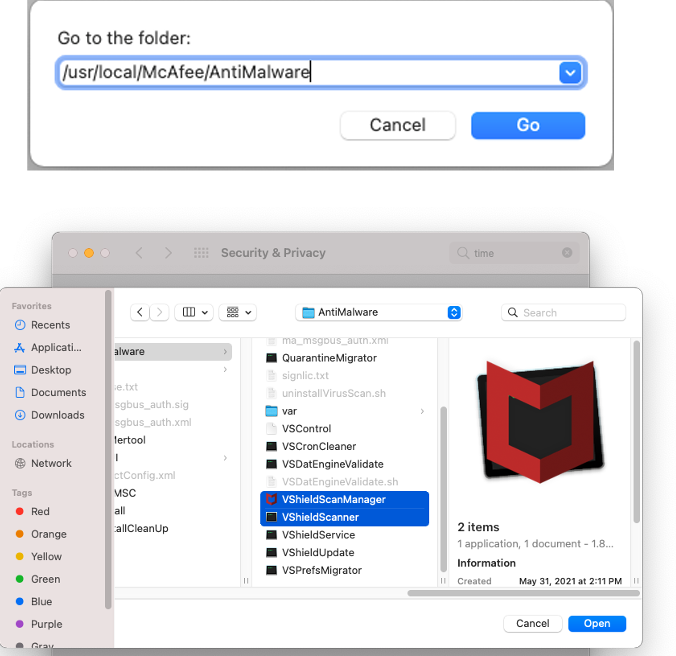 Go to the folder:
/usr/local/McAfee/AntiMalware
Cancel
Go
Security & Privacy
time
Favorites
Recents
Applicati...
Desktop
Documents
Downloads
Locations
Network
Tags
Red
Orange
Yellow
Green
Blue
Purple
Gray
AntiMalware
Search
alware
se.txt
sgbus_auth.sig
sgbus_auth.xml
Mertool
l
ctConfig.xml
MSC
all
tallCleanUp
ma_msgbus_auth.xml
QuarantineMigrator
signlic.txt
uninstallVirusScan.sh
var
VSControl
VSCronCleaner
VSDatEngineValidate
VSDatEngineValidate.sh
VShieldScanManager
VShieldScanner
VShieldService
VShieldUpdate
VSPrefsMigrator
2 items
1 application, 1 document - 1.8...
Information
Created May 31, 2021 at 2:11 PM
Cancel
Open